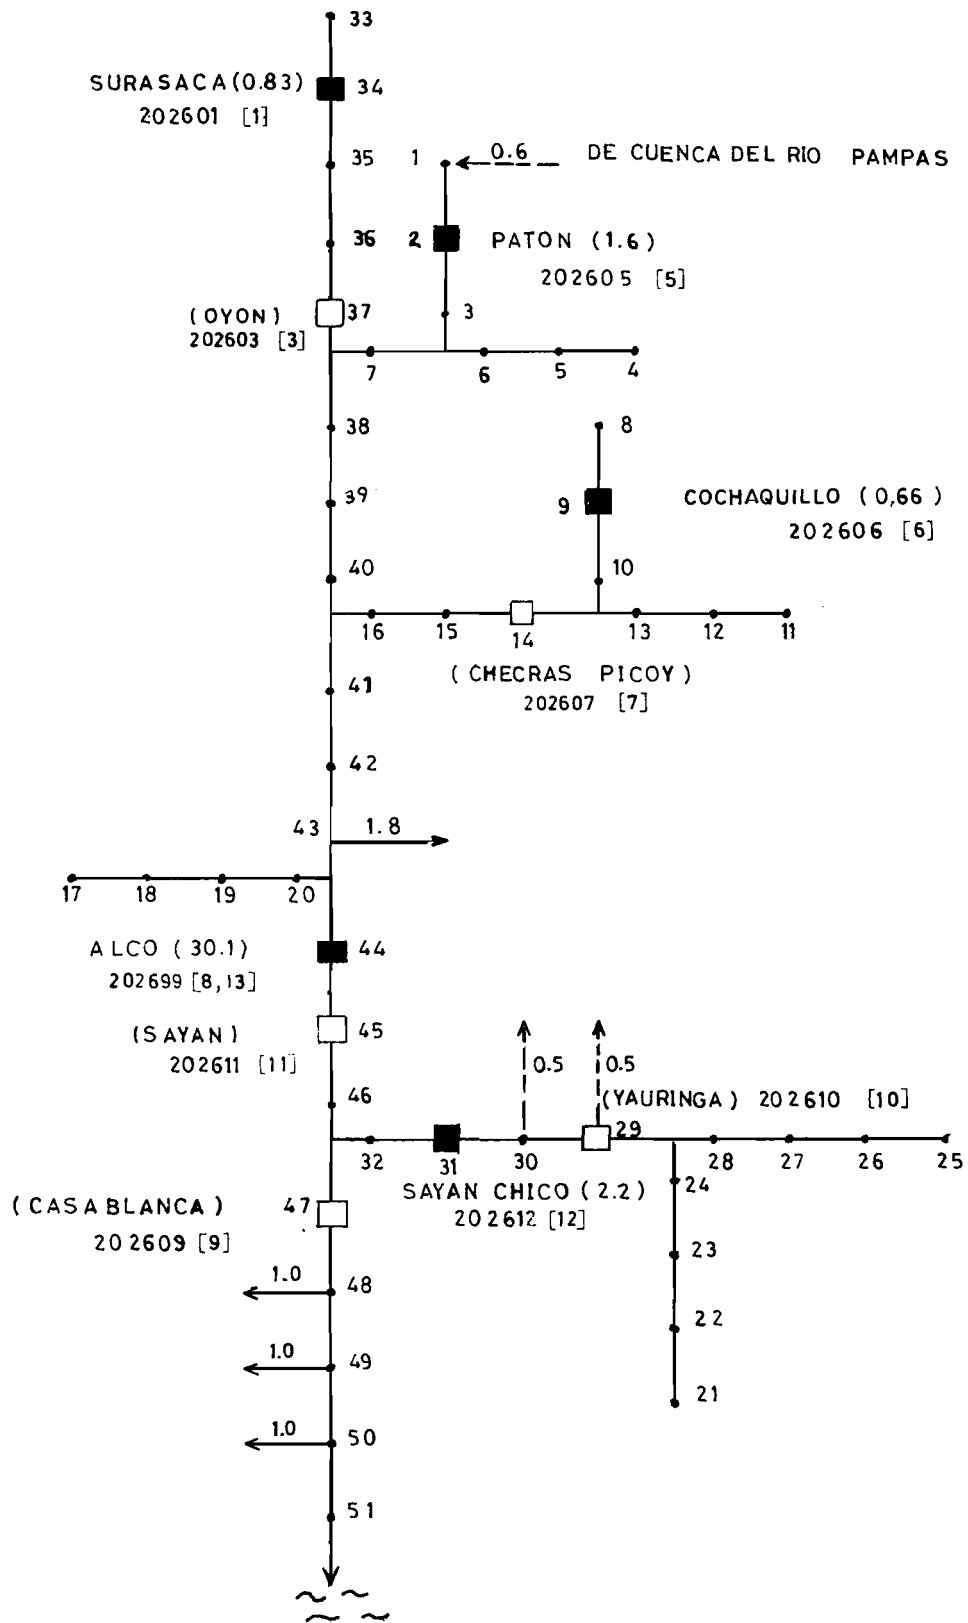 33
SURASACA (0.83) 34
202601 [1]
35 1 0.6 DE CUENCA DEL RIO PAMPAS
36 2 PATON (1.6)
202605 [5]
(OYON) 37 3
202603 [3]
7 6 5 4
38 8
39 9 COCHAQUILLO (0,66)
202606 [6]
40 10
16 15 14 13 12 11
(CHECRAS PICOY)
202607 [7]
41
42
43 1.8
17 18 19 20
ALCO (30.1) 44
202699 [8,13]
(SAYAN) 45
202611 [11]
0.5 0.5
46 (YAURINGA) 202610 [10]
29
32 31 30 28 27 26 25
SAYAN CHICO (2.2) 24
202612 [12]
(CASABLANCA) 47
202609 [9]
23
1.0 48
22
1.0 49
21
1.0 50
51